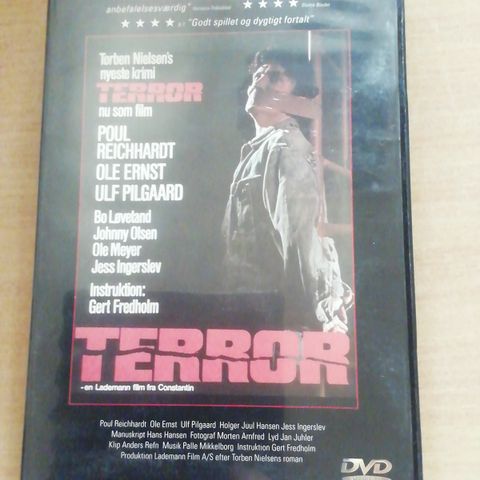 anbefalelsesværdig"
★★★★
★★★★ B.T "Godt spillet og dygtigt fortalt"
Torben Nielsen's
nyeste krimi
TERROR
nu som film
POUL
REICHHARDT
OLE ERNST
ULF PILGAARD
Bo Løvetand
Johnny Olsen
Ole Meyer
Jess Ingerslev
Instruktion:
Gert Fredholm
TERROR
-en Lademann film fra Constantin
Poul Reichhardt Ole Ernst Ulf Pilgaard Holger Juul Hansen Jess Ingerslev
Manuskript Hans Hansen Fotograf Morten Arnfred Lyd Jan Juhler
Klip Anders Refn Musik Palle Mikkelborg Instruktion Gert Fredholm
Produktion Lademann Film A/S efter Torben Nielsens roman
DVD